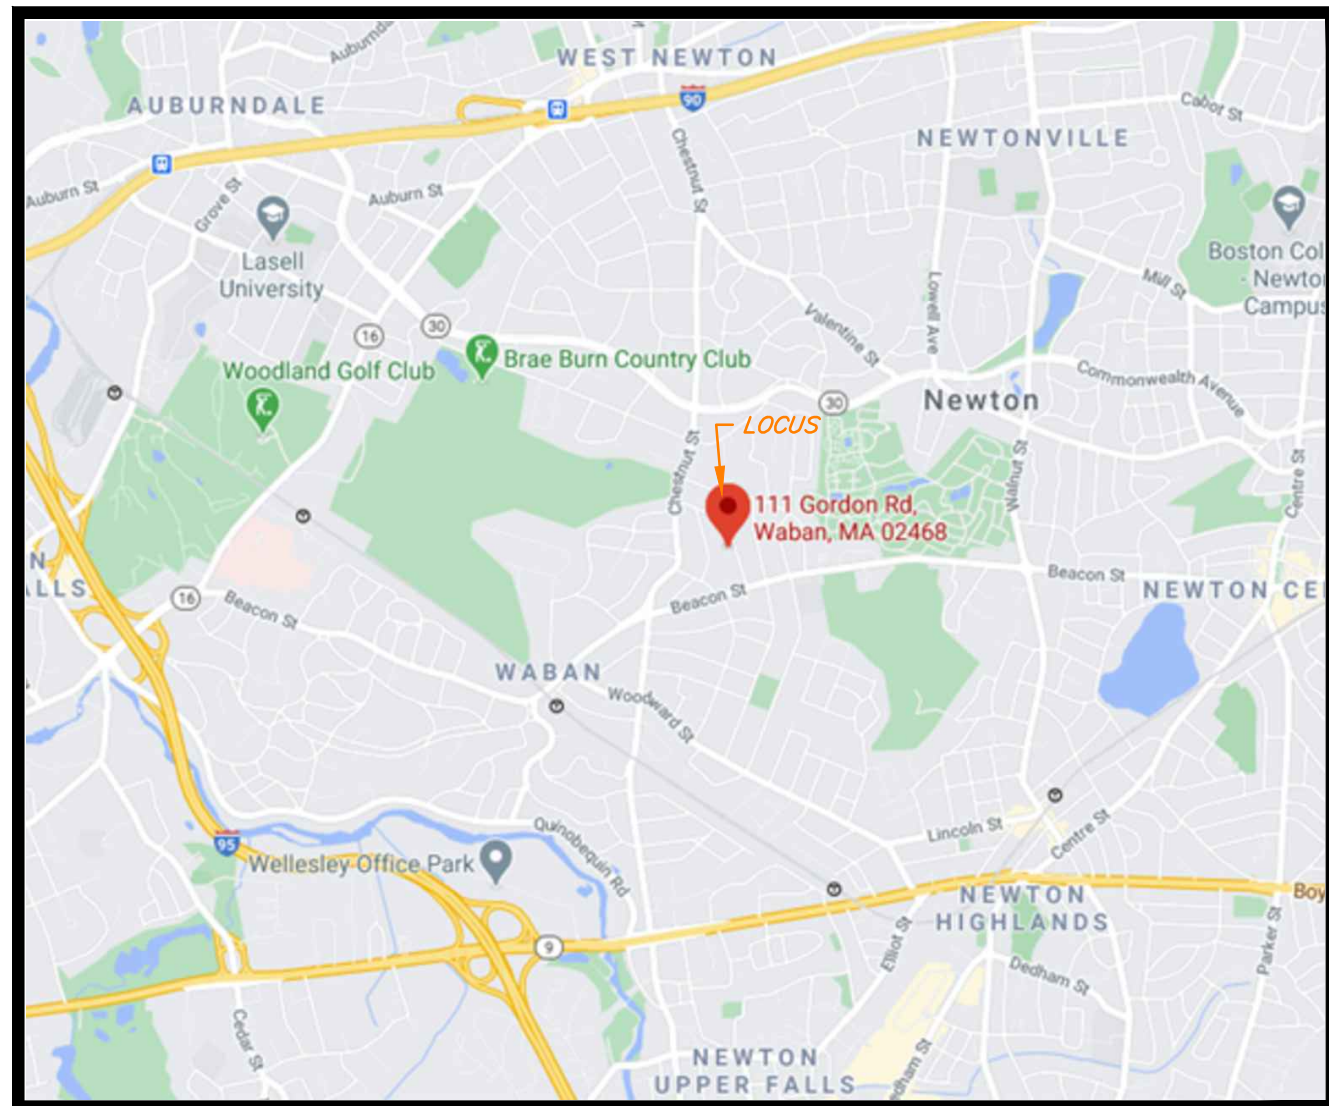 WEST NEWTON
90
AUBURNDALE
Cabot St
NEWTONVILLE
Chestnut St
Auburn St
Auburn St
Grove St
Lasell
University
Boston Col
- Newto
Campus
Mill St
Lowell Ave
Valentine St
30
16
Woodland Golf Club
Brae Burn Country Club
Commonwealth Avenue
30
Newton
LOCUS
Chestnut St
Walnut St
Centre St
111 Gordon Rd,
Waban, MA 02468
N
LLS
16
Beacon St
Beacon St
Beacon St
NEWTON CE
WABAN
Woodward St
Quinobequin Rd
Lincoln St
Centre St
95
Wellesley Office Park
9
NEWTON
HIGHLANDS
Boy
Elliot St
Parker St
Dedham St
Cedar St
NEWTON
UPPER FALLS
dham St